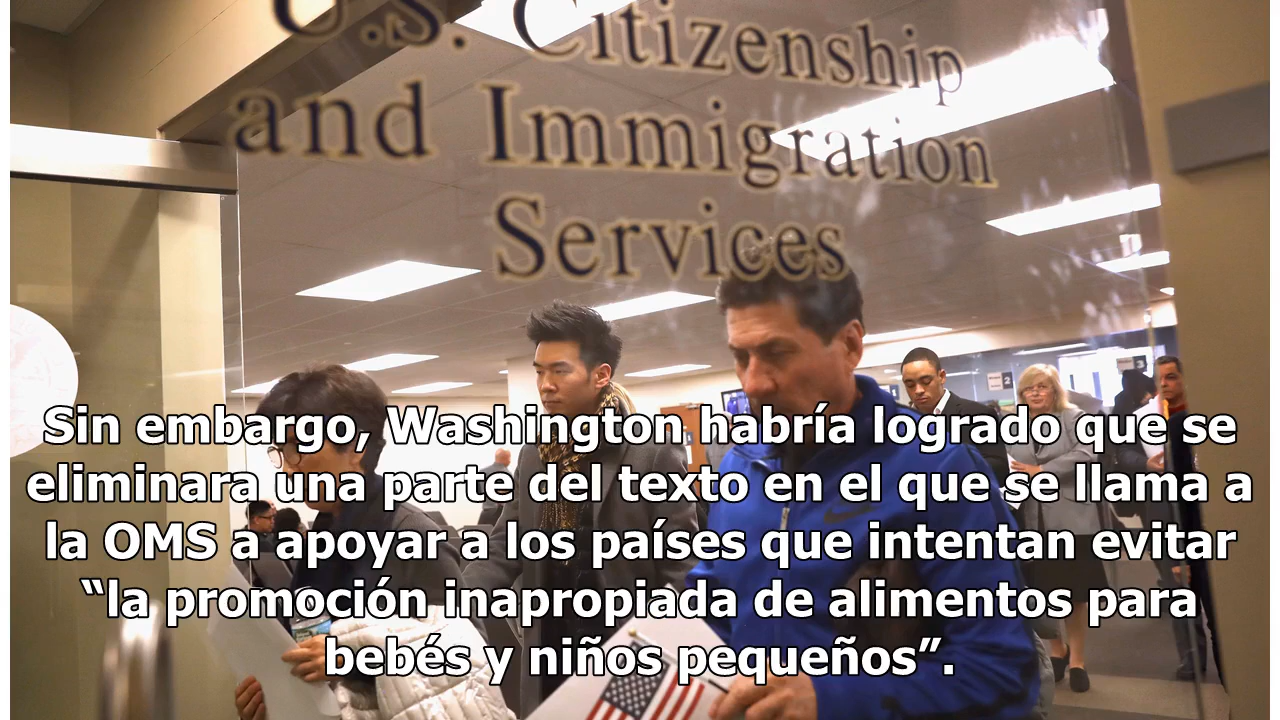 U.S. Citizenship
and Immigration
Services
Sin embargo, Washington habría logrado que se
eliminara una parte del texto en el que se llama a
la OMS a apoyar a los países que intentan evitar
“la promoción inapropiada de alimentos para
bebés y niños pequeños”.